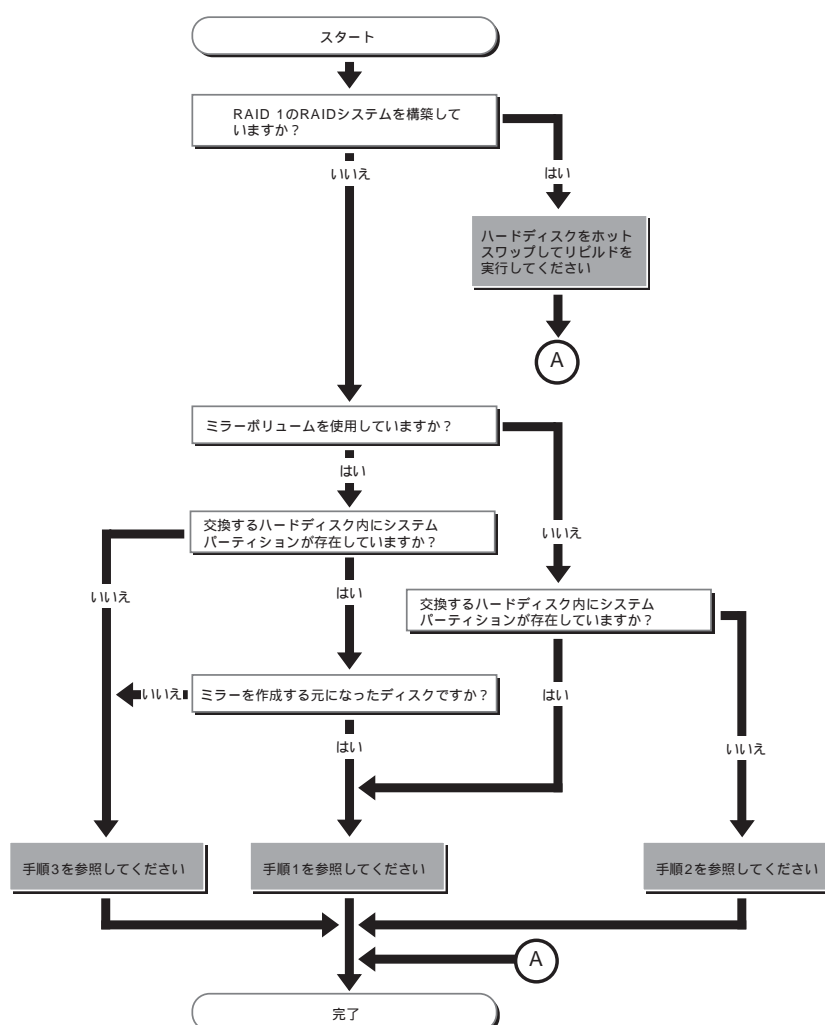 スタート
RAID 1のRAIDシステムを構築して
いますか？
いいえ
はい
ハードディスクをホット
スワップしてリビルドを
実行してください
A
ミラーボリュームを使用していますか？
はい
交換するハードディスク内にシステム
パーティションが存在していますか？
いいえ
いいえ
はい
交換するハードディスク内にシステム
パーティションが存在していますか？
いいえ
ミラーを作成する元になったディスクですか？
はい
はい
いいえ
手順3を参照してください
手順1を参照してください
手順2を参照してください
A
完了